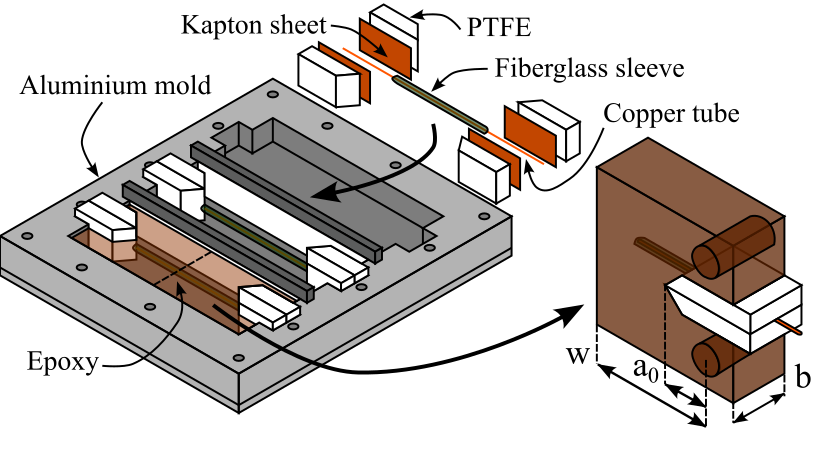 Kapton sheet
PTFE
Fiberglass sleeve
Aluminium mold
Copper tube
Epoxy
w
a0
b